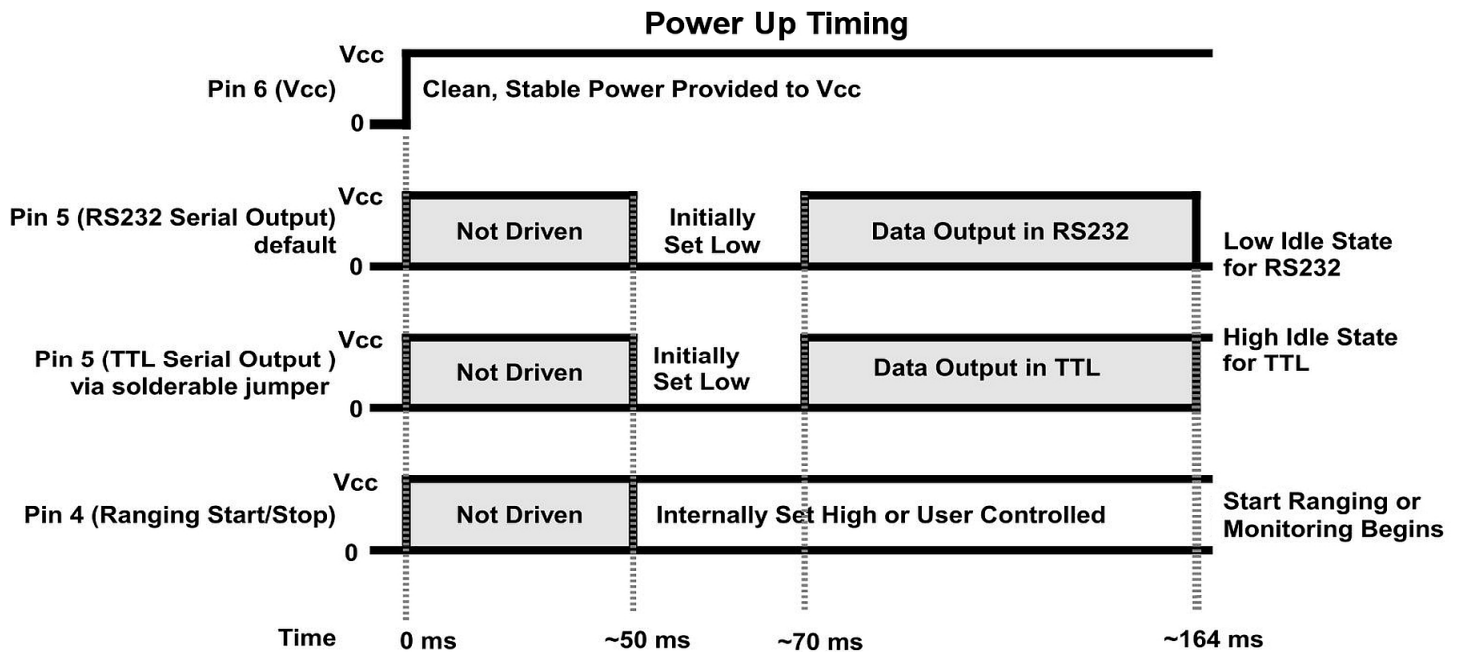 Power Up Timing
Vcc
Pin 6 (Vcc)
Clean, Stable Power Provided to Vcc
0
Vcc
Pin 5 (RS232 Serial Output)
default
Not Driven
Initially
Set Low
Data Output in RS232
0
Low Idle State
for RS232
Vcc
Pin 5 (TTL Serial Output )
via solderable jumper
Not Driven
Initially
Set Low
Data Output in TTL
0
High Idle State
for TTL
Vcc
Pin 4 (Ranging Start/Stop)
Not Driven
Internally Set High or User Controlled
0
Start Ranging or
Monitoring Begins
Time
0 ms
~50 ms
~70 ms
~164 ms